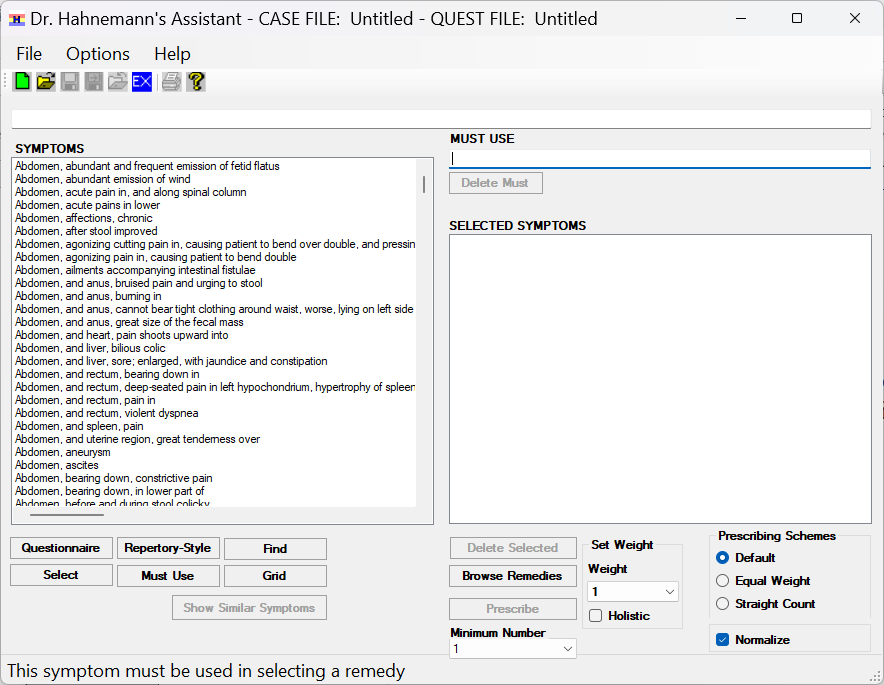 Dr. Hahnemann's Assistant - CASE FILE: Untitled - QUEST FILE: Untitled
File Options Help
EX
SYMPTOMS
Abdomen, abundant and frequent emission of fetid flatus
Abdomen, abundant emission of wind
Abdomen, acute pain in, and along spinal column
Abdomen, acute pains in lower
Abdomen, affections, chronic
Abdomen, after stool improved
Abdomen, agonizing cutting pain in, causing patient to bend over double, and pressin
Abdomen, agonizing pain in, causing patient to bend double
Abdomen, ailments accompanying intestinal fistulae
Abdomen, and anus, bruised pain and urging to stool
Abdomen, and anus, burning in
Abdomen, and anus, cannot bear tight clothing around waist, worse, lying on left side
Abdomen, and anus, great size of the fecal mass
Abdomen, and heart, pain shoots upward into
Abdomen, and liver, bilious colic
Abdomen, and liver, sore; enlarged, with jaundice and constipation
Abdomen, and rectum, bearing down in
Abdomen, and rectum, deep-seated pain in left hypochondrium, hypertrophy of spleen
Abdomen, and rectum, pain in
Abdomen, and rectum, violent dyspnea
Abdomen, and spleen, pain
Abdomen, and uterine region, great tenderness over
Abdomen, aneurysm
Abdomen, ascites
Abdomen, bearing down, constrictive pain
Abdomen, bearing down, in lower part of
Abdomen, before and during stool colicky
Questionnaire Repertory-Style Find
Select Must Use Grid
Show Similar Symptoms
MUST USE
Delete Must
SELECTED SYMPTOMS
Delete Selected
Browse Remedies
Prescribe
Minimum Number
1
Set Weight
Weight
1
Holistic
Prescribing Schemes
Default
Equal Weight
Straight Count
Normalize
This symptom must be used in selecting a remedy